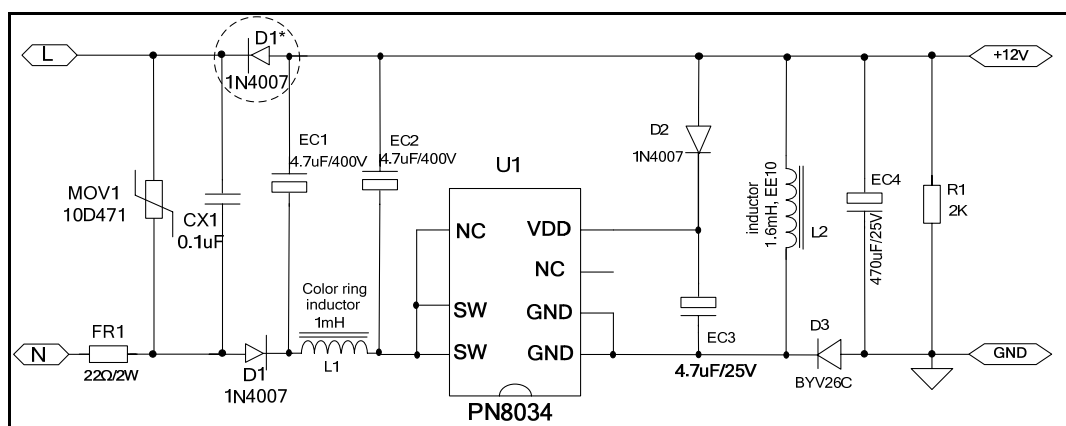 L
D1*
1N4007
+12V
EC1
4.7uF/400V
EC2
4.7uF/400V
D2
1N4007
U1
MOV1
10D471
CX1
0.1uF
NC
VDD
NC
SW
GND
SW
GND
inductor
1.6mH, EE10
L2
EC4
470uF/25V
R1
2K
Color ring
inductor
1mH
L1
FR1
22Ω/2W
N
D1
1N4007
EC3
4.7uF/25V
D3
BYV26C
GND
PN8034